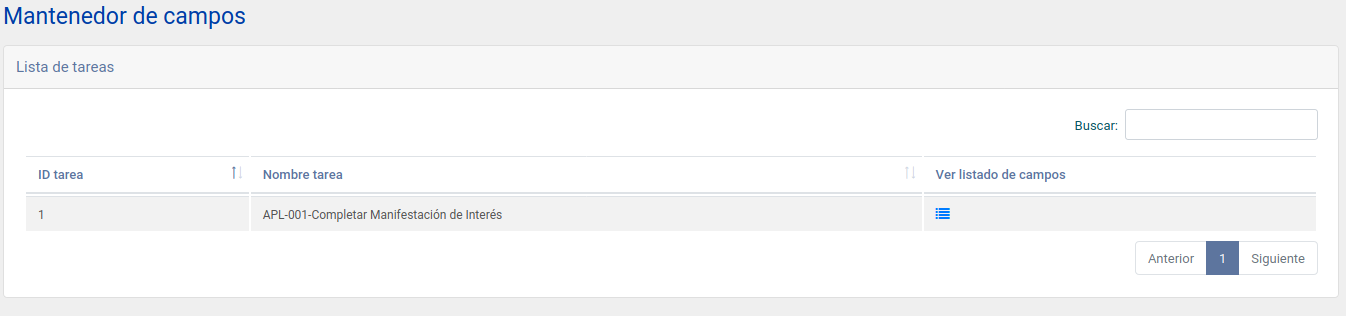 Mantenedor de campos
Lista de tareas
Buscar:
ID tarea Nombre tarea Ver listado de campos
1 APL-001-Completar Manifestación de Interés
Anterior 1 Siguiente